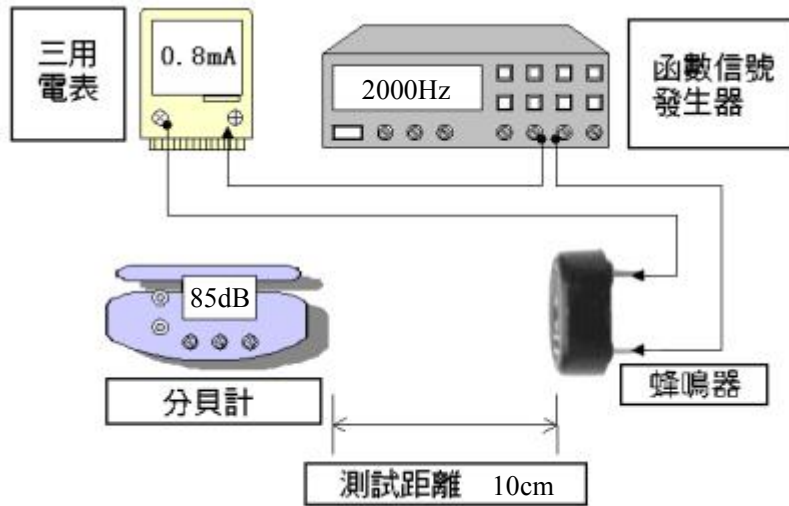 三用
電表
0.8mA
2000Hz
函數信號
發生器
85dB
分貝計
蜂鳴器
測試距離 10cm